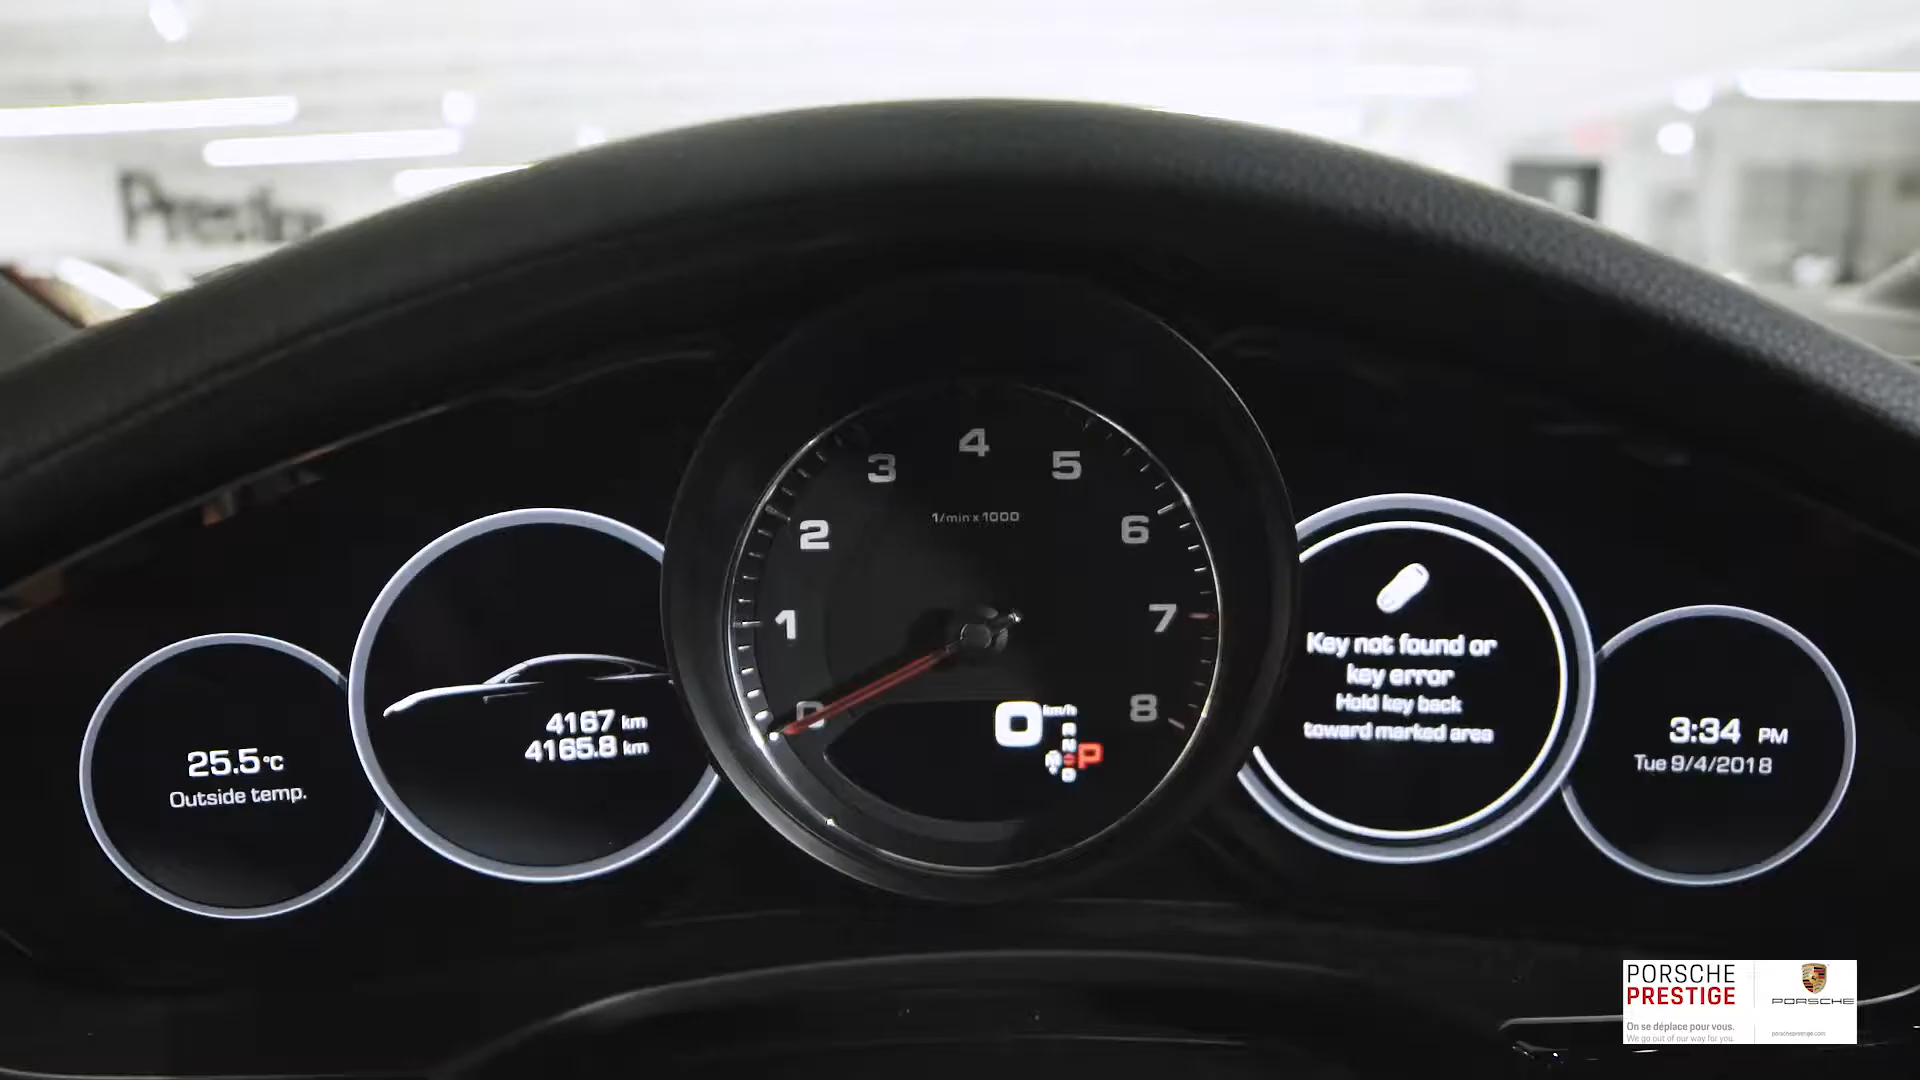 25.5°C
Outside temp.
4167 km
4165.8 km
0
1
2
3
4
5
6
7
8
1/min x 1000
0 km/h
R
N
P
M
D
Key not found or
key error
Hold key back
toward marked area
3:34 PM
Tue 9/4/2018
PORSCHE
PRESTIGE
On se déplace pour vous.
We go out of our way for you.
PORSCHE
porscheprestige.com